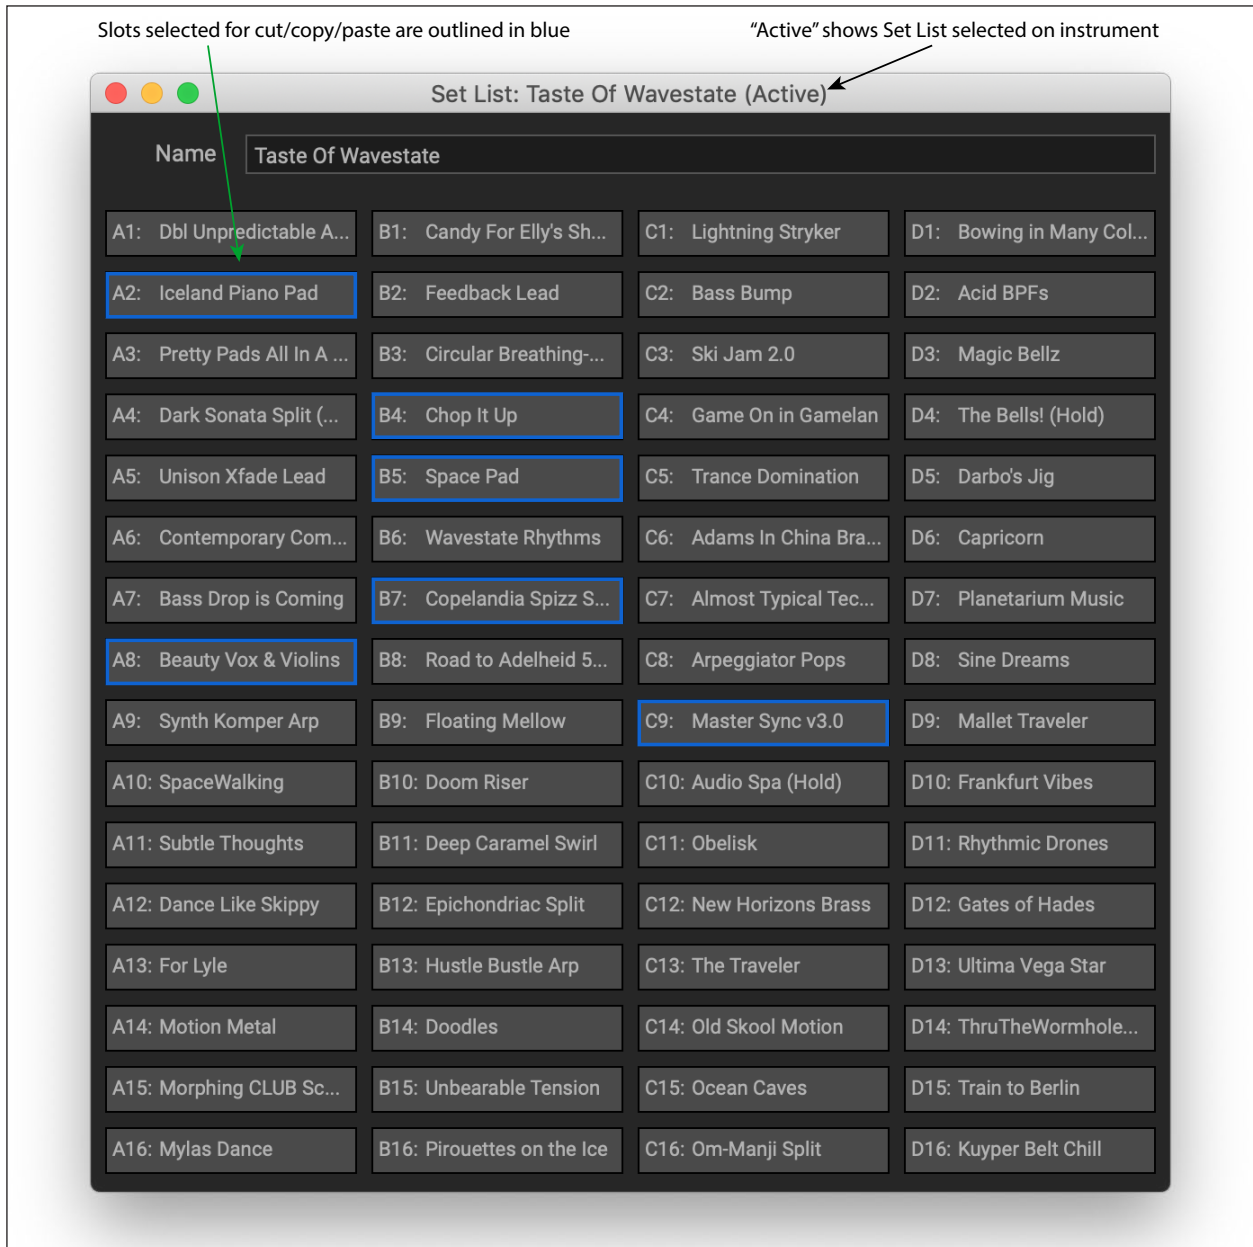 Slots selected for cut/copy/paste are outlined in blue
“Active” shows Set List selected on instrument
Set List: Taste Of Wavestate (Active)
Name Taste Of Wavestate
A1: Dbl Unpredictable A... B1: Candy For Elly's Sh... C1: Lightning Stryker D1: Bowing in Many Col...
A2: Iceland Piano Pad B2: Feedback Lead C2: Bass Bump D2: Acid BPFs
A3: Pretty Pads All In A ... B3: Circular Breathing-... C3: Ski Jam 2.0 D3: Magic Bellz
A4: Dark Sonata Split (... B4: Chop It Up C4: Game On in Gamelan D4: The Bells! (Hold)
A5: Unison Xfade Lead B5: Space Pad C5: Trance Domination D5: Darbo's Jig
A6: Contemporary Com... B6: Wavestate Rhythms C6: Adams In China Bra... D6: Capricorn
A7: Bass Drop is Coming B7: Copelandia Spizz S... C7: Almost Typical Tec... D7: Planetarium Music
A8: Beauty Vox & Violins B8: Road to Adelheid 5... C8: Arpeggiator Pops D8: Sine Dreams
A9: Synth Komper Arp B9: Floating Mellow C9: Master Sync v3.0 D9: Mallet Traveler
A10: SpaceWalking B10: Doom Riser C10: Audio Spa (Hold) D10: Frankfurt Vibes
A11: Subtle Thoughts B11: Deep Caramel Swirl C11: Obelisk D11: Rhythmic Drones
A12: Dance Like Skippy B12: Epichondriac Split C12: New Horizons Brass D12: Gates of Hades
A13: For Lyle B13: Hustle Bustle Arp C13: The Traveler D13: Ultima Vega Star
A14: Motion Metal B14: Doodles C14: Old Skool Motion D14: ThruTheWormhole...
A15: Morphing CLUB Sc... B15: Unbearable Tension C15: Ocean Caves D15: Train to Berlin
A16: Mylas Dance B16: Pirouettes on the Ice C16: Om-Manji Split D16: Kuyper Belt Chill